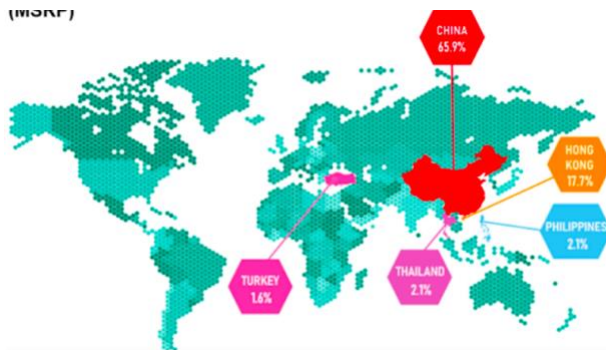 (MSRP)
CHINA
65.9%
HONG
KONG
17.7%
PHILIPPINES
2.1%
THAILAND
2.1%
TURKEY
1.6%